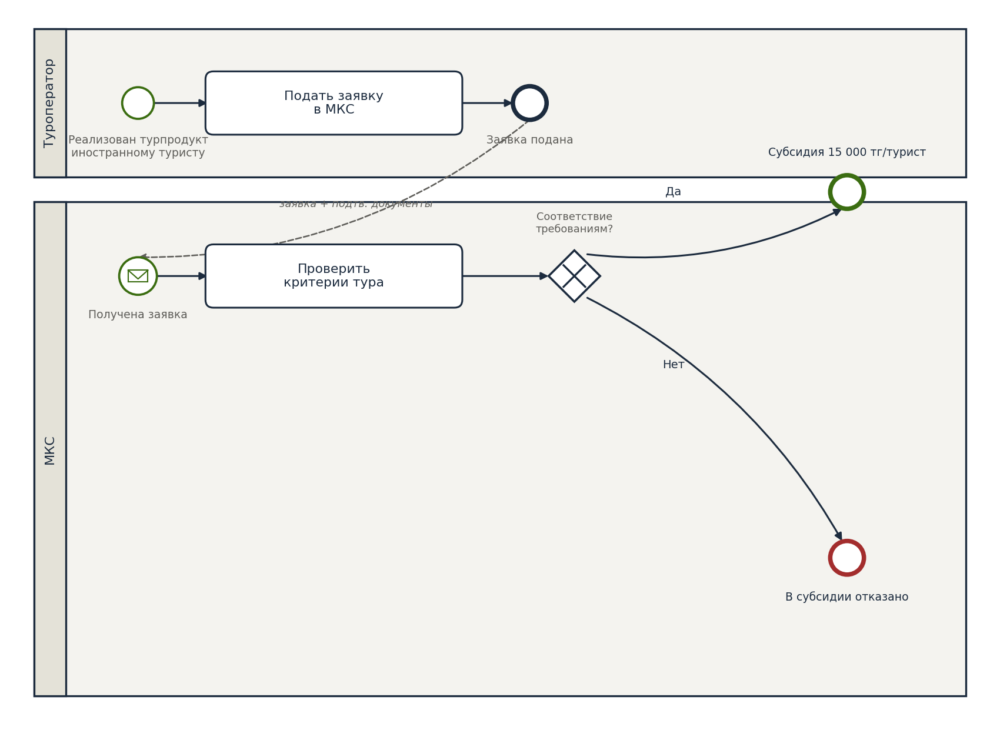 Туроператор
Подать заявку
в МКС
Реализован турпродукт
иностранному туристу
Заявка подана
Субсидия 15 000 тг/турист
Да
заявка + подтв. документы
Соответствие
требованиям?
МКС
Проверить
критерии тура
Получена заявка
Нет
В субсидии отказано